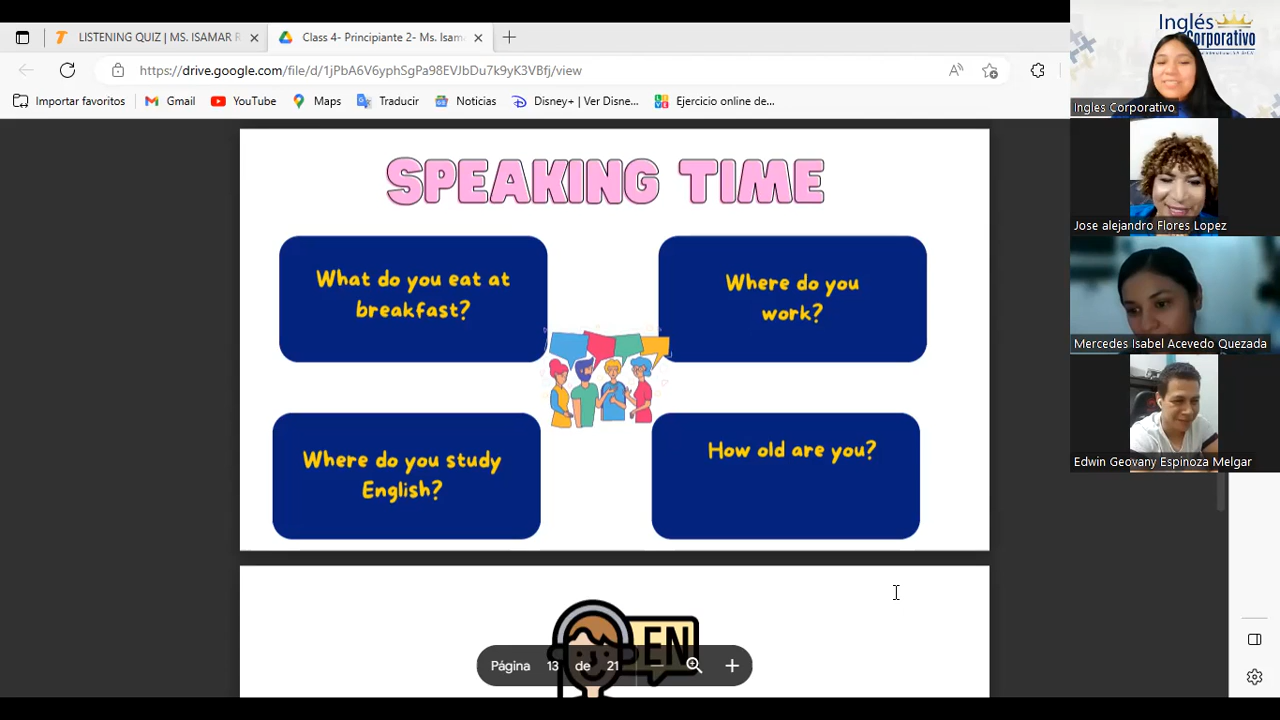 LISTENING QUIZ | MS. ISAMAR R
Class 4- Principiante 2- Ms. Isam
https://drive.google.com/file/d/1jPbA6V6yphSgPa98EVJbDu7k9yK3VBfj/view
Importar favoritos
Gmail
YouTube
Maps
Traducir
Noticias
Disney+ | Ver Disne...
Ejercicio online de...
SPEAKING TIME
What do you eat at
breakfast?
Where do you
work?
Where do you study
English?
How old are you?
EN
Página 13 de 21
Inglés
Corporativo
Ingles Corporativo
Jose alejandro Flores Lopez
Mercedes Isabel Acevedo Quezada
Edwin Geovany Espinoza Melgar